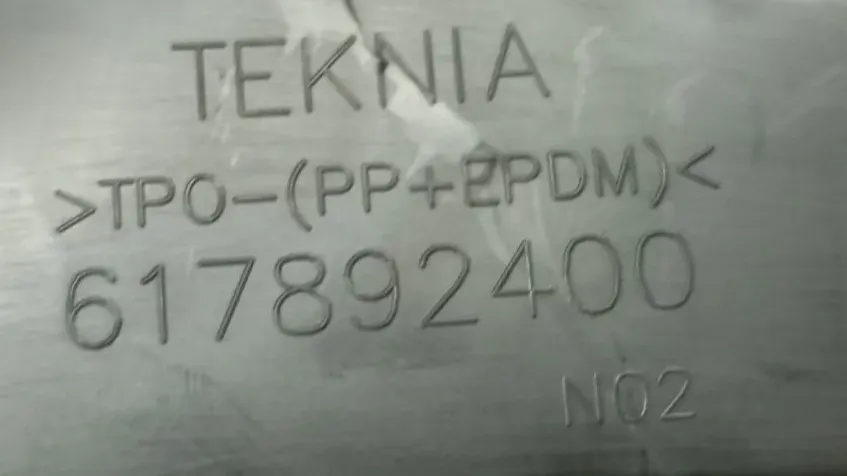 TEKNIA
>TPO-(PP+EPDM)<
617892400
N02